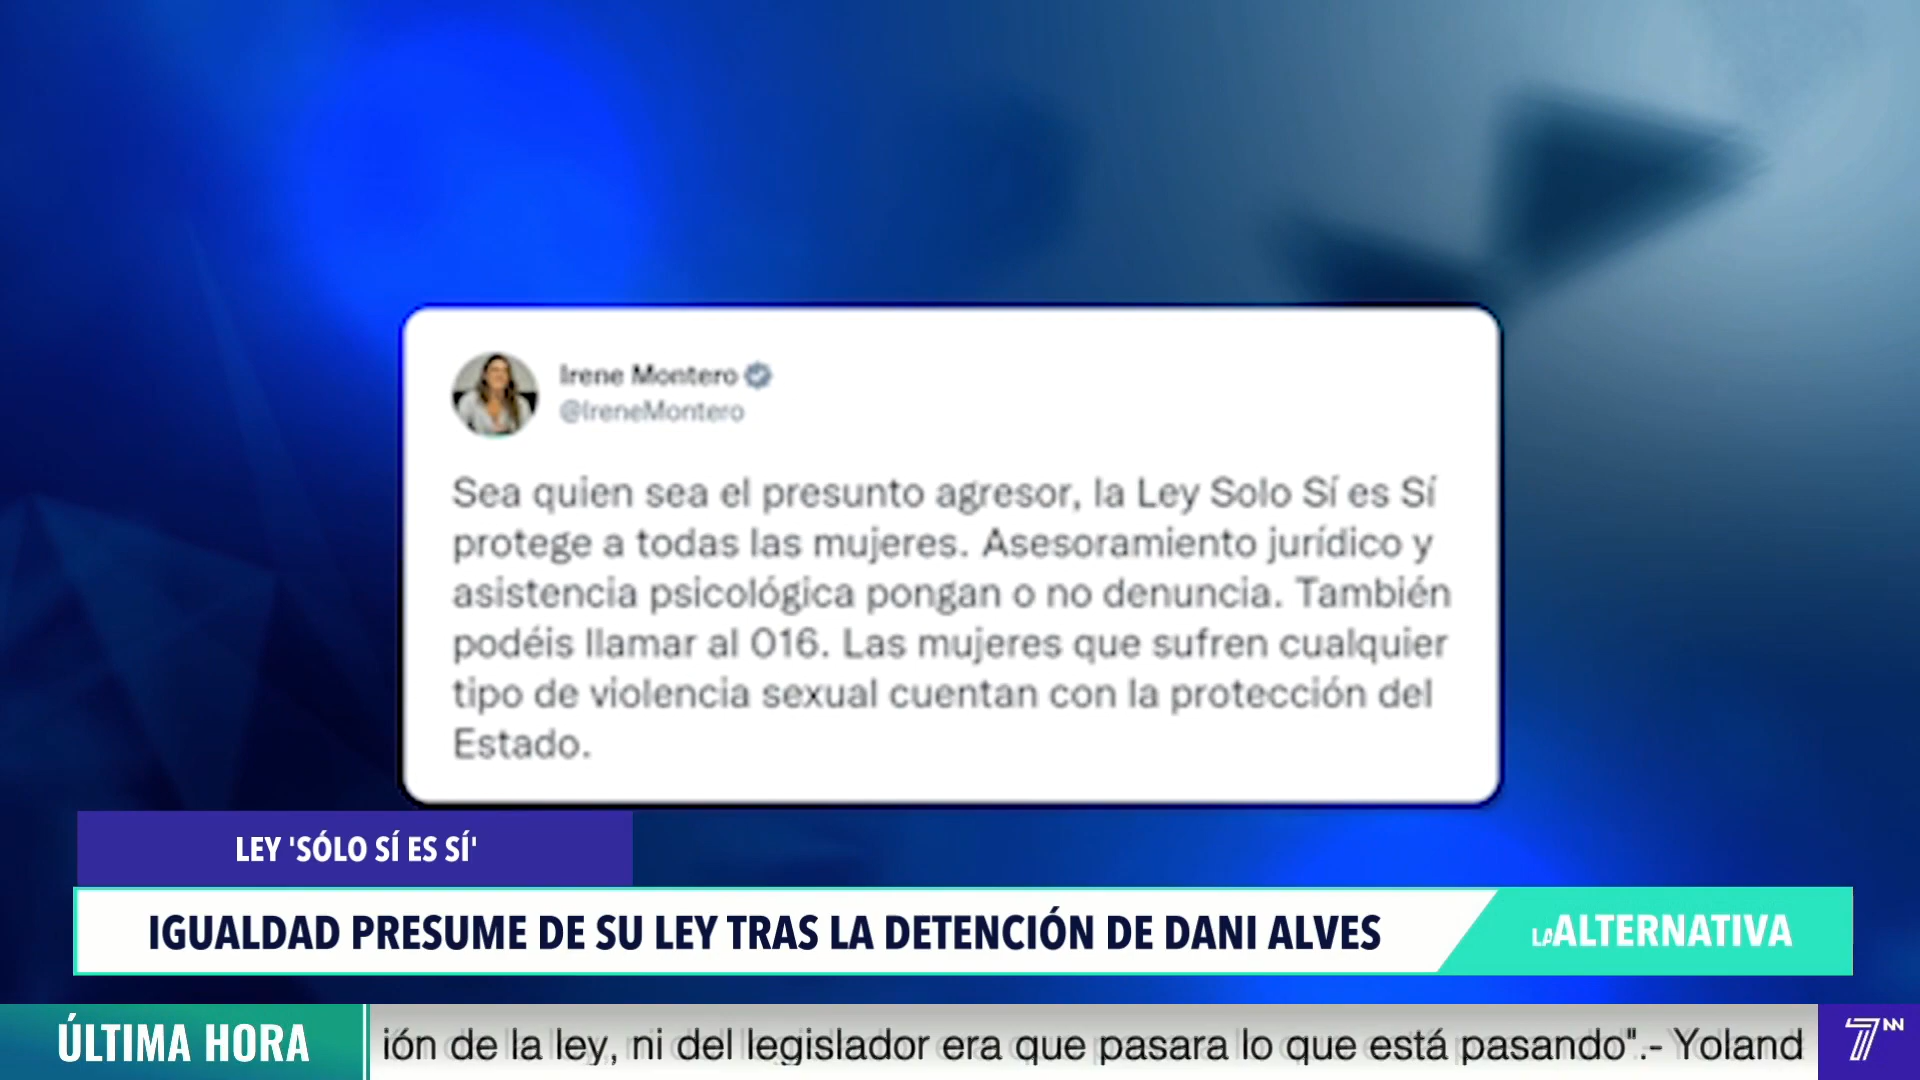 Irene Montero
@IreneMontero
Sea quien sea el presunto agresor, la Ley Solo Sí es Sí
protege a todas las mujeres. Asesoramiento jurídico y
asistencia psicológica pongan o no denuncia. También
podéis llamar al 016. Las mujeres que sufren cualquier
tipo de violencia sexual cuentan con la protección del
Estado.
LEY 'SÓLO SÍ ES SÍ'
IGUALDAD PRESUME DE SU LEY TRAS LA DETENCIÓN DE DANI ALVES
LA ALTERNATIVA
ÚLTIMA HORA
ión de la ley, ni del legislador era que pasara lo que está pasando".- Yoland
7NN